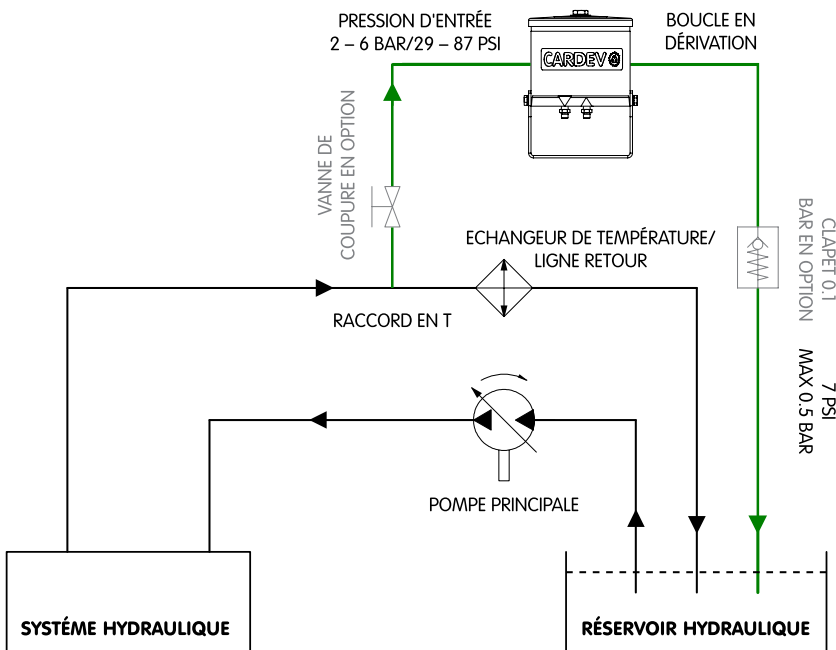 PRESSION D'ENTRÉE
2 – 6 BAR/29 – 87 PSI
BOUCLE EN
DÉRIVATION
CARDEV
VANNE DE
COUPURE EN OPTION
ECHANGEUR DE TEMPÉRATURE/
LIGNE RETOUR
CLAPET 0.1
BAR EN OPTION
RACCORD EN T
7 PSI
MAX 0.5 BAR
POMPE PRINCIPALE
SYSTÉME HYDRAULIQUE
RÉSERVOIR HYDRAULIQUE